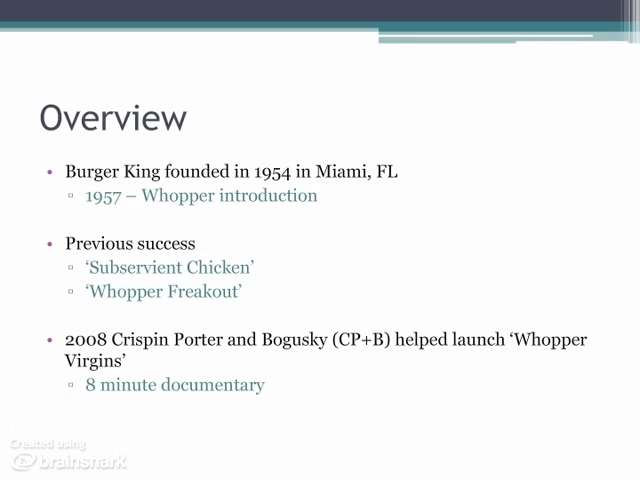 Overview
• Burger King founded in 1954 in Miami, FL
▫ 1957 – Whopper introduction
• Previous success
▫ ‘Subservient Chicken’
▫ ‘Whopper Freakout’
• 2008 Crispin Porter and Bogusky (CP+B) helped launch ‘Whopper
Virgins’
▫ 8 minute documentary
Created using
brainshark